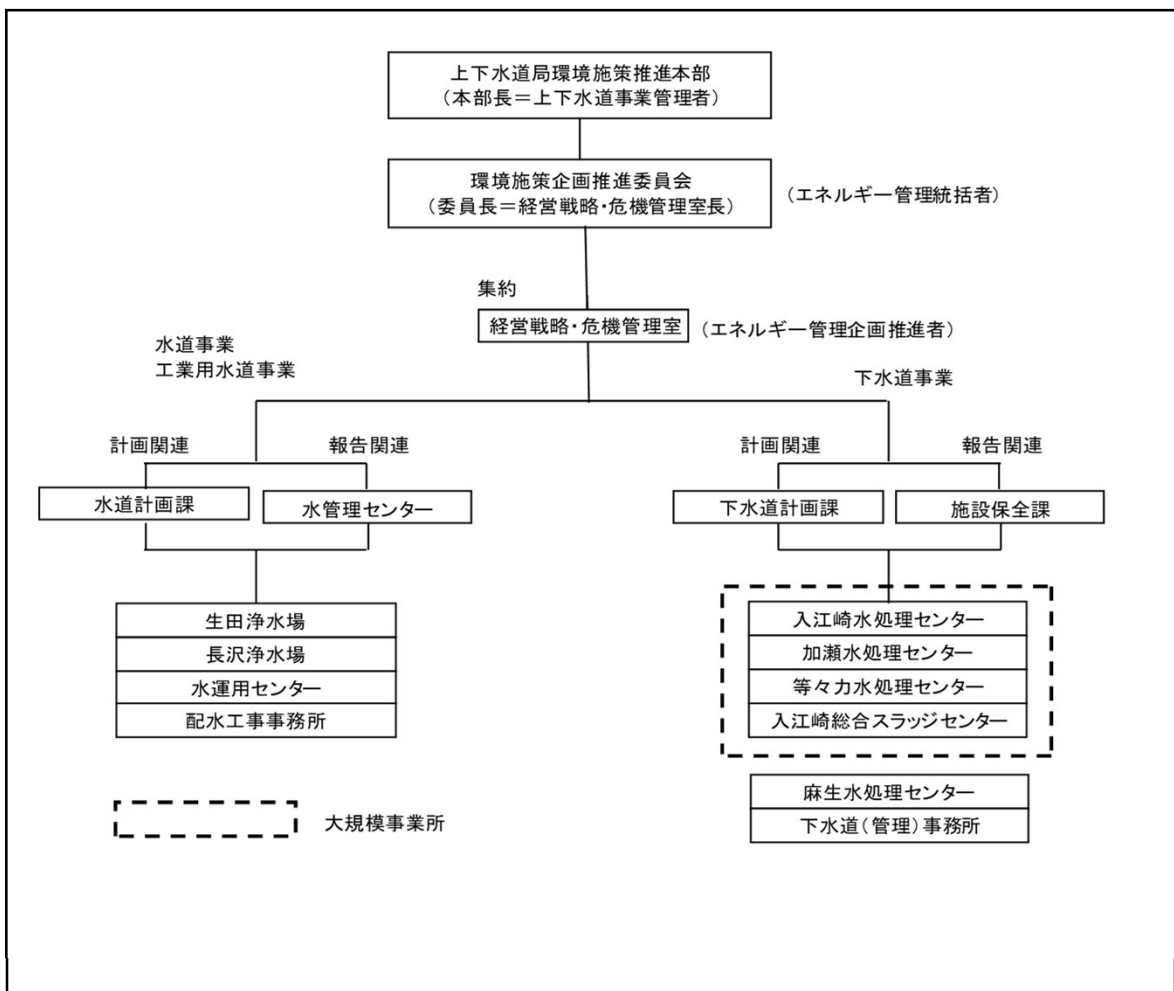 上下水道局環境施策推進本部
(本部長＝上下水道事業管理者)
環境施策企画推進委員会
(委員長＝経営戦略・危機管理室長)
(エネルギー管理統括者)
集約
経営戦略・危機管理室
(エネルギー管理企画推進者)
水道事業
工業用水道事業
下水道事業
計画関連
報告関連
計画関連
報告関連
水道計画課
水管理センター
下水道計画課
施設保全課
生田浄水場
長沢浄水場
水運用センター
配水工事事務所
入江崎水処理センター
加瀬水処理センター
等々力水処理センター
入江崎総合スラッジセンター
麻生水処理センター
下水道(管理)事務所
大規模事業所